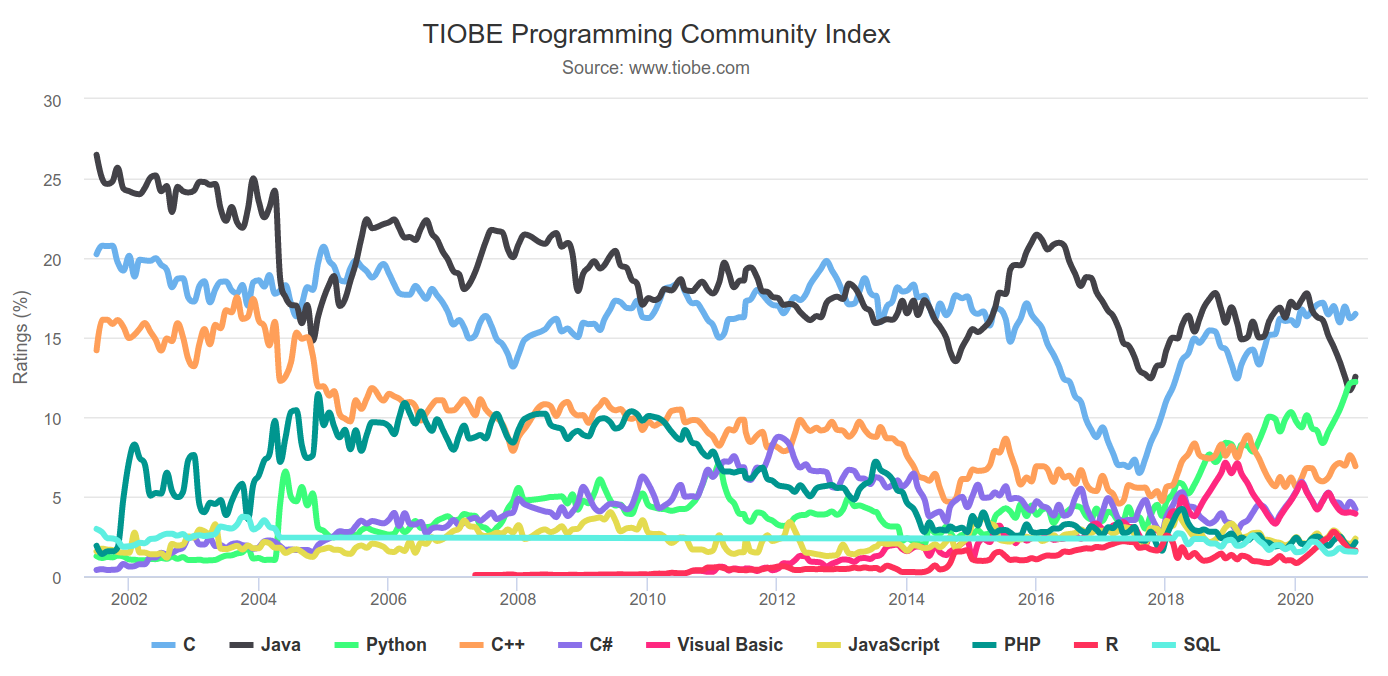 TIOBE Programming Community Index
Source: www.tiobe.com
Ratings (%)
30
25
20
15
10
5
0
2002 2004 2006 2008 2010 2012 2014 2016 2018 2020
C Java Python C++ C# Visual Basic JavaScript PHP R SQL